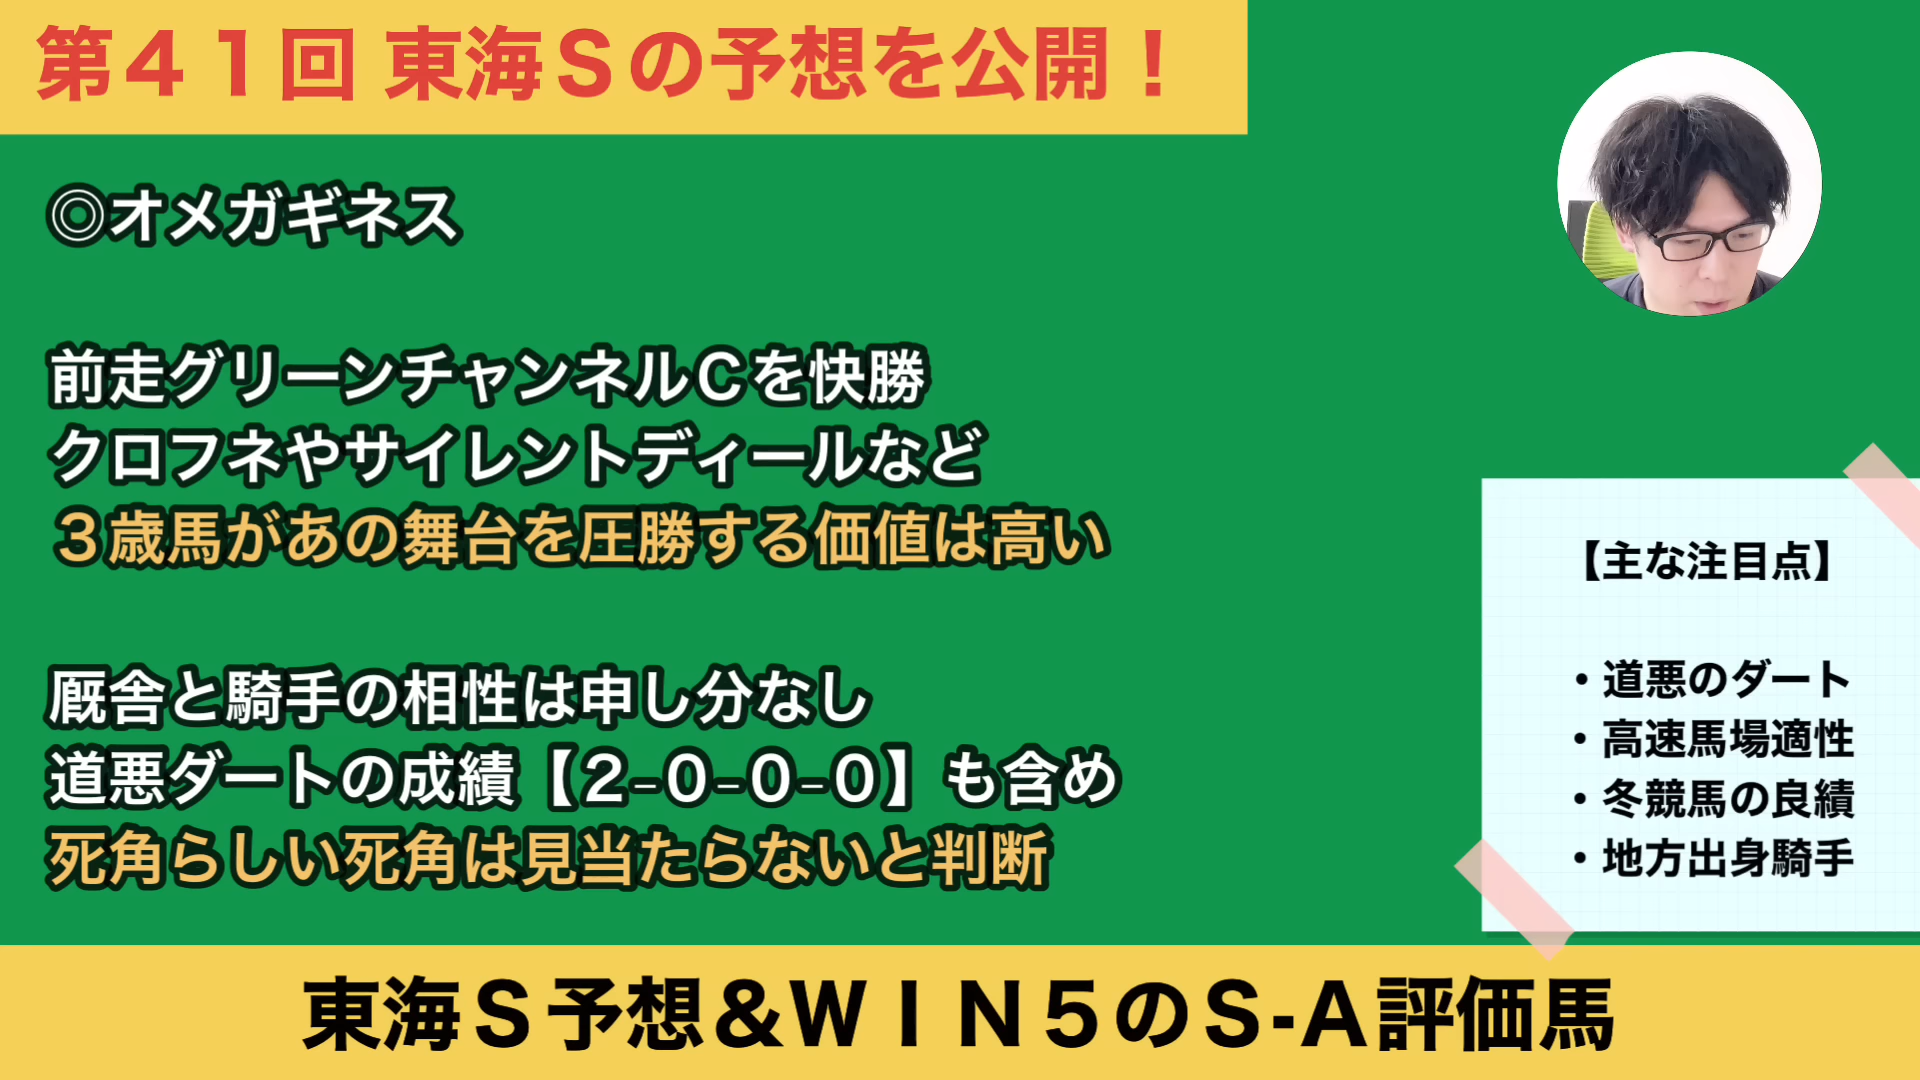 第４１回 東海Ｓの予想を公開！
◎オメガギネス
前走グリーンチャンネルＣを快勝
クロフネやサイレントディールなど
３歳馬があの舞台を圧勝する価値は高い
厩舎と騎手の相性は申し分なし
道悪ダートの成績【２-０-０-０】も含め
死角らしい死角は見当たらないと判断
【主な注目点】
・道悪のダート
・高速馬場適性
・冬競馬の良績
・地方出身騎手
東海Ｓ予想＆ＷＩＮ５のＳ-Ａ評価馬